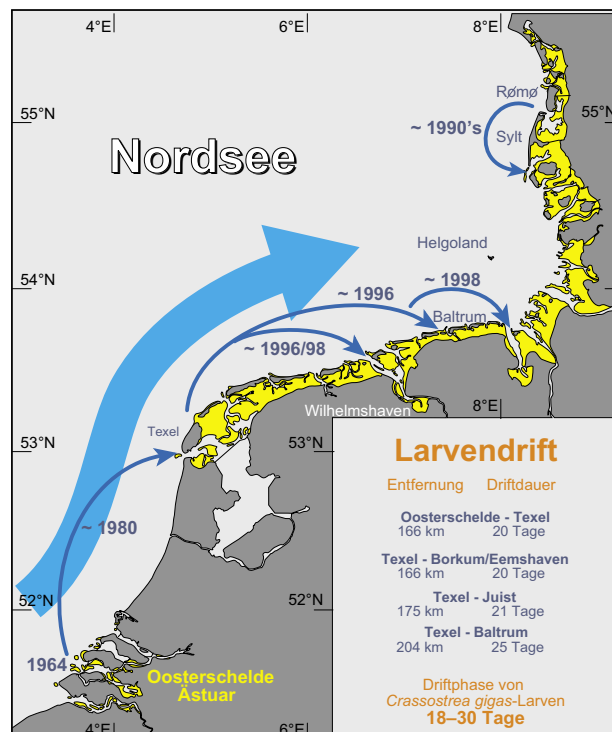 4°E
6°E
8°E
55°N
55°N
Rømø
~ 1990's
Sylt
Nordsee
Helgoland
54°N
54°N
~ 1996
~ 1998
Baltrum
~ 1996/98
Wilhelmshaven
8°E
Texel
53°N
53°N
~ 1980
52°N
52°N
1964
Oosterschelde
Ästuar
4°E
6°E
Larvendrift
Entfernung Driftdauer
Oosterschelde - Texel
166 km 20 Tage
Texel - Borkum/Eemshaven
166 km 20 Tage
Texel - Juist
175 km 21 Tage
Texel - Baltrum
204 km 25 Tage
Driftphase von
Crassostrea gigas-Larven
18–30 Tage